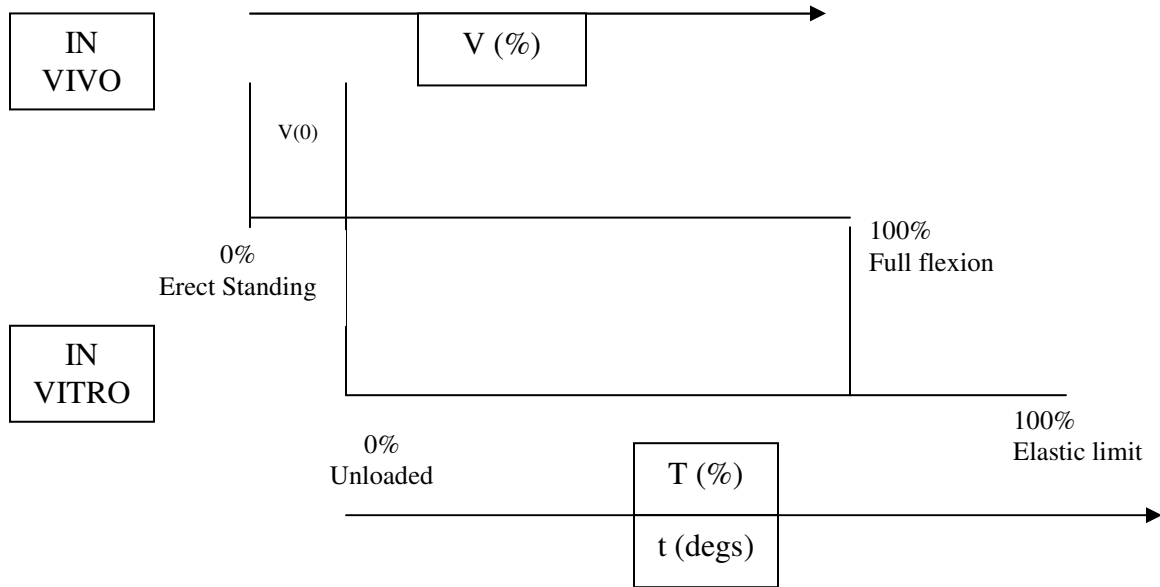 IN
VIVO
V (%)
V(0)
0%
Erect Standing
100%
Full flexion
IN
VITRO
0%
Unloaded
100%
Elastic limit
T (%)
t (degs)